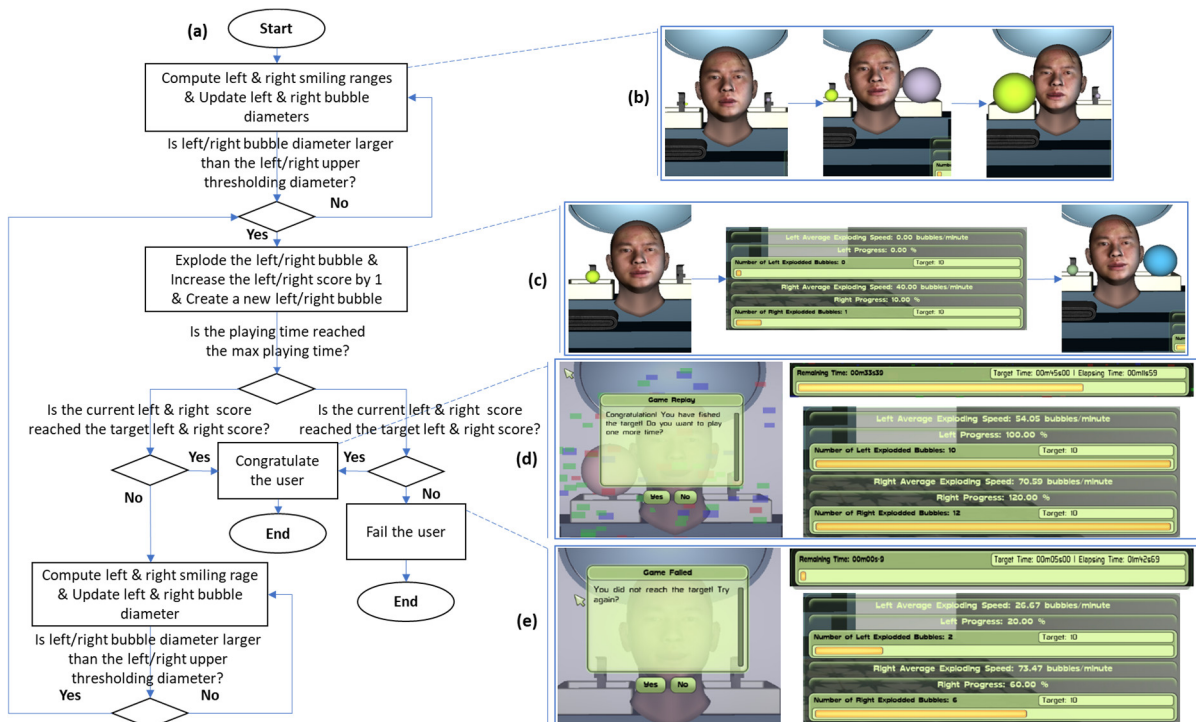 (a)
Start
Compute left & right smiling ranges
& Update left & right bubble
diameters
Is left/right bubble diameter larger
than the left/right upper
thresholding diameter?
No
Yes
Explode the left/right bubble &
Increase the left/right score by 1
& Create a new left/right bubble
Is the playing time reached
the max playing time?
Is the current left & right score
reached the target left & right score?
Is the current left & right score
reached the target left & right score?
Yes
Congratulate
the user
Yes
No
No
End
Fail the user
End
Compute left & right smiling rage
& Update left & right bubble
diameter
Is left/right bubble diameter larger
than the left/right upper
thresholding diameter?
Yes
No
(b)
(c)
Left Average Exploding Speed: 0.00 bubbles/minute
Left Progress: 0.00 %
Number of Left Explodded Bubbles: 0
Target: 10
Right Average Exploding Speed: 40.00 bubbles/minute
Right Progress: 10.00 %
Number of Right Explodded Bubbles: 1
Target: 10
(d)
Game Replay
Congratulation! You have fished
the target! Do you want to play
one more time?
Yes
No
Remaining Time: 00m33s39
Target Time: 00m45s00 | Elapsing Time: 00m11s59
Left Average Exploding Speed: 54.05 bubbles/minute
Left Progress: 100.00 %
Number of Left Explodded Bubbles: 10
Target: 10
Right Average Exploding Speed: 70.59 bubbles/minute
Right Progress: 120.00 %
Number of Right Explodded Bubbles: 12
Target: 10
(e)
Game Failed
You did not reach the target! Try
again?
Yes
No
Remaining Time: 00m00s-9
Target Time: 00m05s00 | Elapsing Time: 01m42s69
Left Average Exploding Speed: 26.67 bubbles/minute
Left Progress: 20.00 %
Number of Left Explodded Bubbles: 2
Target: 10
Right Average Exploding Speed: 73.47 bubbles/minute
Right Progress: 60.00 %
Number of Right Explodded Bubbles: 6
Target: 10